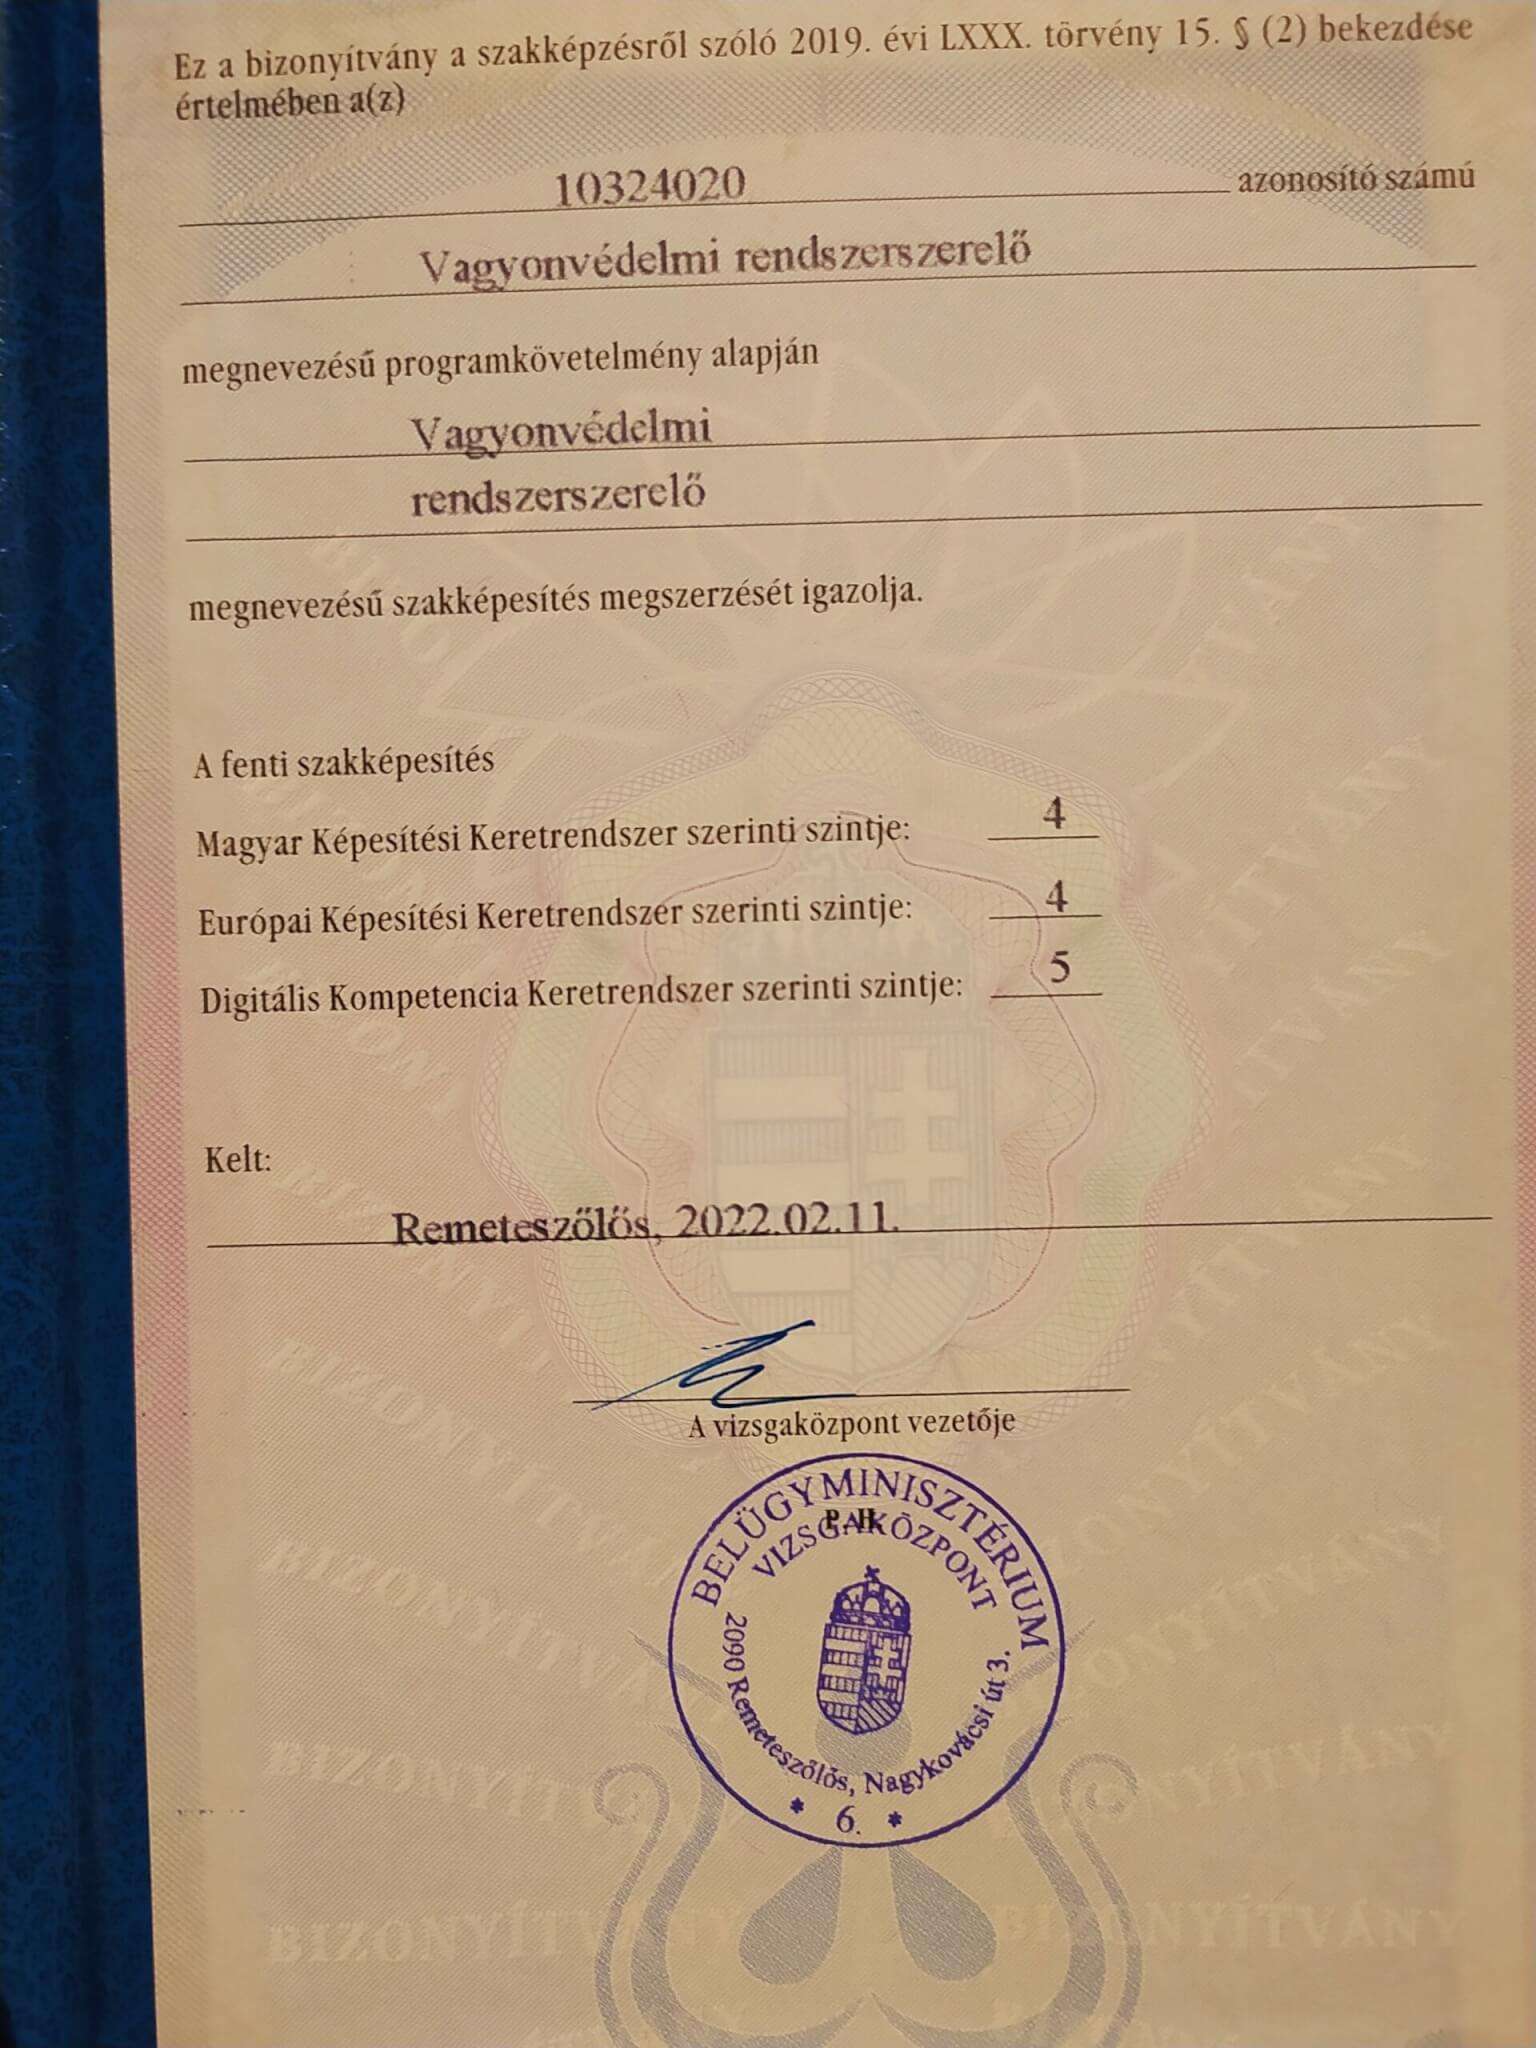 Ez a bizonyítvány a szakképzésről szóló 2019. évi LXXX. törvény 15. § (2) bekezdése
értelmében a(z)
10324020 azonosító számú
Vagyonvédelmi rendszerszerelő
megnevezésű programkövetelmény alapján
Vagyonvédelmi
rendszerszerelő
megnevezésű szakképesítés megszerzését igazolja.
A fenti szakképesítés
Magyar Képesítési Keretrendszer szerinti szintje: 4
Európai Képesítési Keretrendszer szerinti szintje: 4
Digitális Kompetencia Keretrendszer szerinti szintje: 5
Kelt:
Remeteszőlős, 2022.02.11.
A vizsgaközpont vezetője
P. H.
BELÜGYMINISZTÉRIUM
VIZSGAKÖZPONT
2090 Remeteszőlős, Nagykovácsi út 3.
* 6. *
BIZONYÍTVÁNY